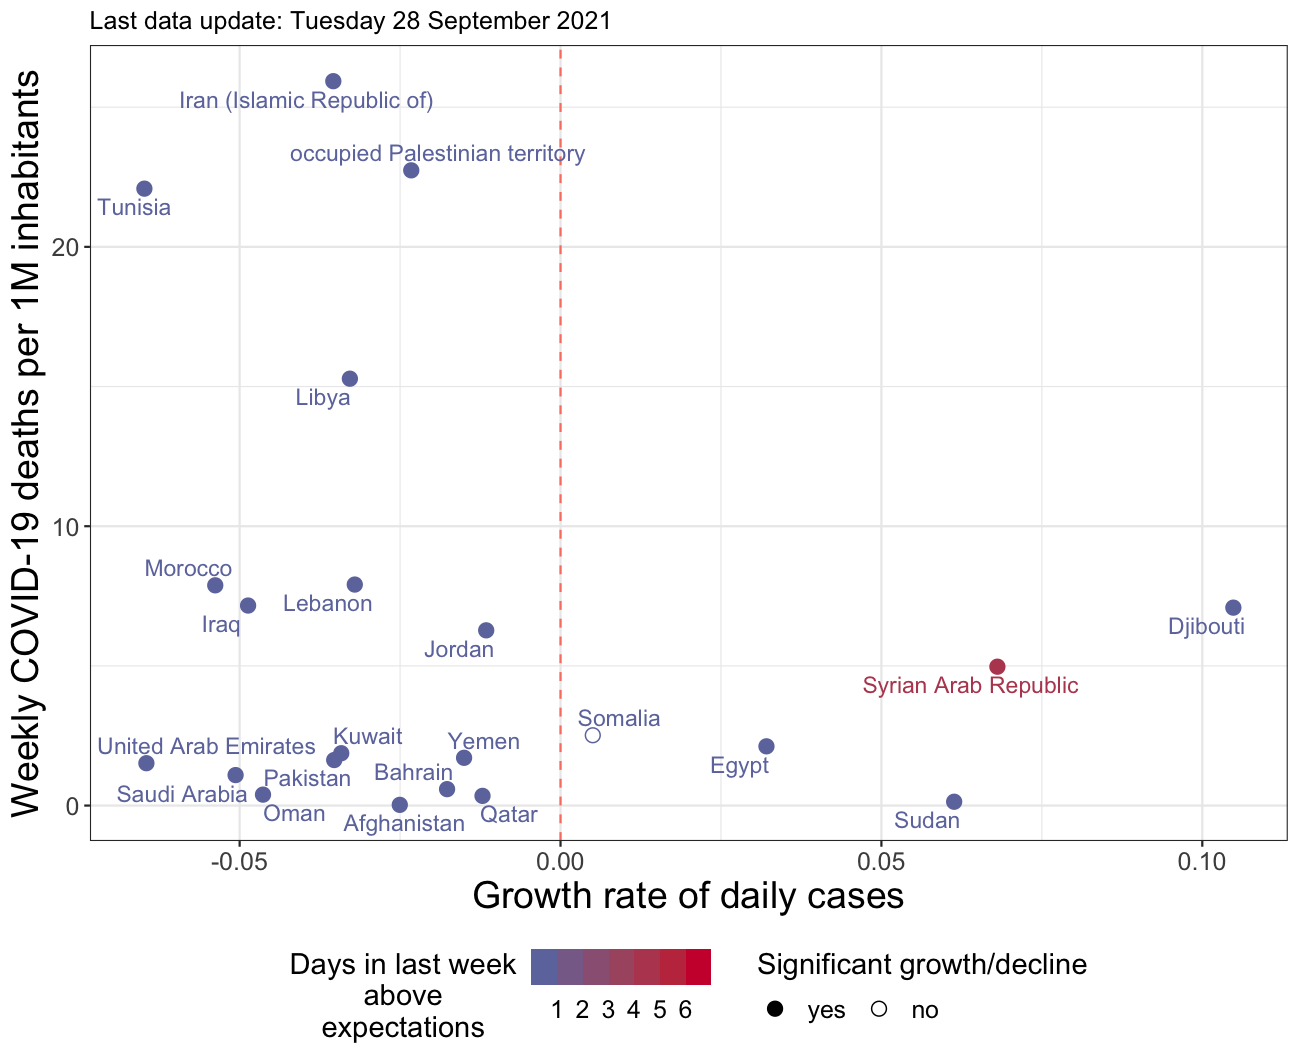 Last data update: Tuesday 28 September 2021
Weekly COVID-19 deaths per 1M inhabitants
20
10
0
Iran (Islamic Republic of)
occupied Palestinian territory
Tunisia
Libya
Morocco
Iraq
Lebanon
Jordan
Djibouti
Syrian Arab Republic
Somalia
Kuwait
Yemen
United Arab Emirates
Egypt
Pakistan
Bahrain
Saudi Arabia
Oman
Afghanistan
Qatar
Sudan
-0.05
0.00
0.05
0.10
Growth rate of daily cases
Days in last week
above
expectations
1 2 3 4 5 6
Significant growth/decline
yes
no